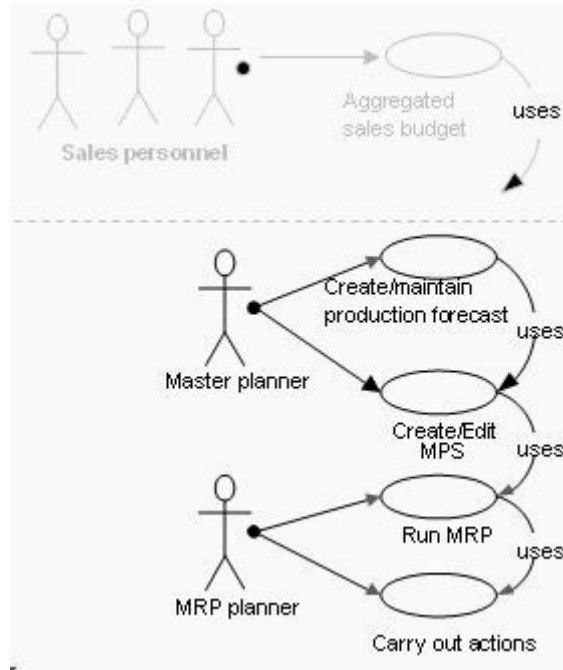 Aggregated
sales budget
uses
Sales personnel
Create/maintain
production forecast
uses
Master planner
Create/Edit
MPS
uses
Run MRP
uses
MRP planner
Carry out actions